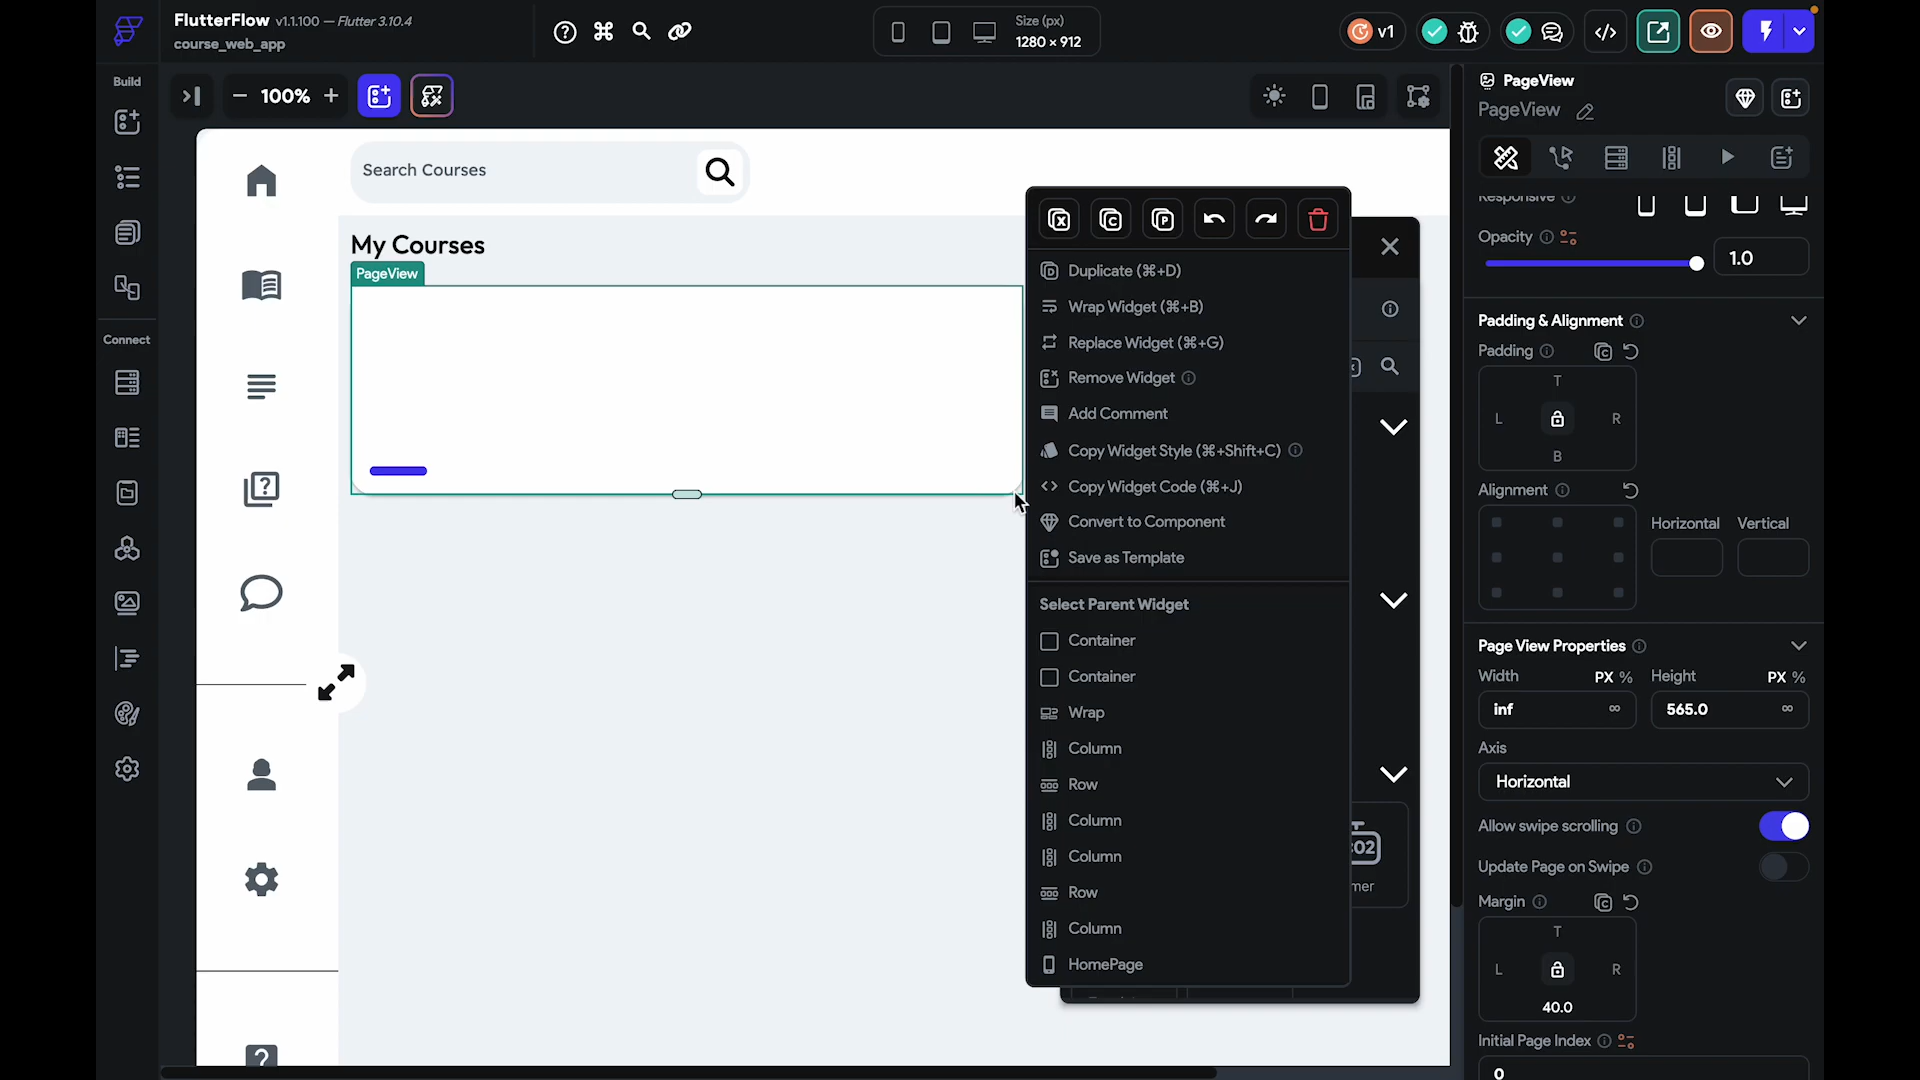 FlutterFlow v1.1.100 — Flutter 3.10.4
course_web_app
Size (px)
1280 × 912
v1
Build
Connect
100%
Search Courses
My Courses
PageView
Duplicate (⌘+D)
Wrap Widget (⌘+B)
Replace Widget (⌘+G)
Remove Widget
Add Comment
Copy Widget Style (⌘+Shift+C)
Copy Widget Code (⌘+J)
Convert to Component
Save as Template
Select Parent Widget
Container
Container
Wrap
Column
Row
Column
Column
Row
Column
HomePage
:02
mer
PageView
PageView
Responsive
Opacity
1.0
Padding & Alignment
Padding
T
L
R
B
Alignment
Horizontal Vertical
Page View Properties
Width PX % Height PX %
inf ∞ 565.0 ∞
Axis
Horizontal
Allow swipe scrolling
Update Page on Swipe
Margin
T
L
R
40.0
Initial Page Index
0